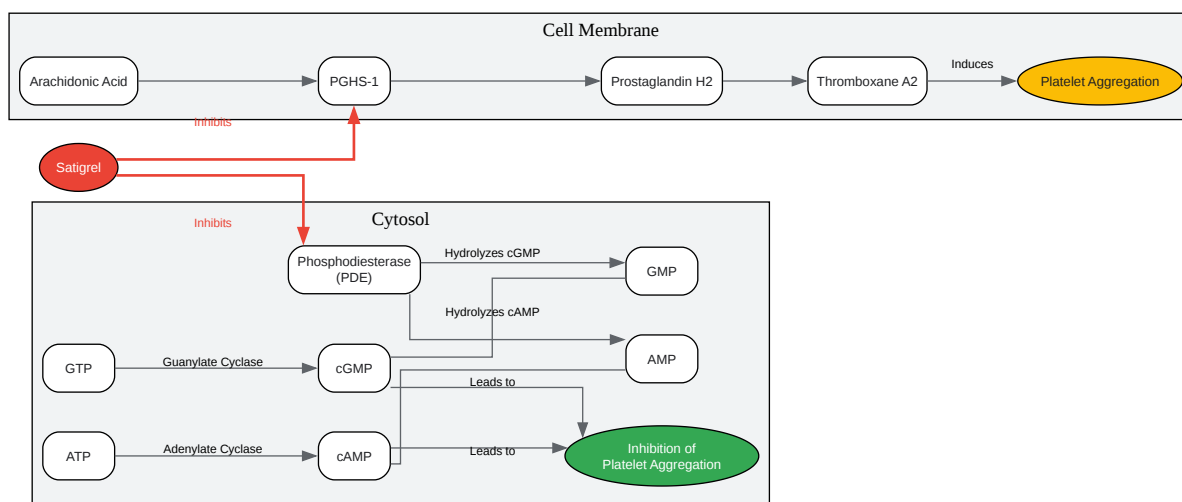 Cell Membrane
Arachidonic Acid
PGHS-1
Prostaglandin H2
Thromboxane A2
Induces
Platelet Aggregation
Inhibits
Satigrel
Inhibits
Cytosol
Phosphodiesterase
(PDE)
Hydrolyzes cGMP
GMP
Hydrolyzes cAMP
GTP
Guanylate Cyclase
cGMP
AMP
Leads to
ATP
Adenylate Cyclase
cAMP
Leads to
Inhibition of
Platelet Aggregation